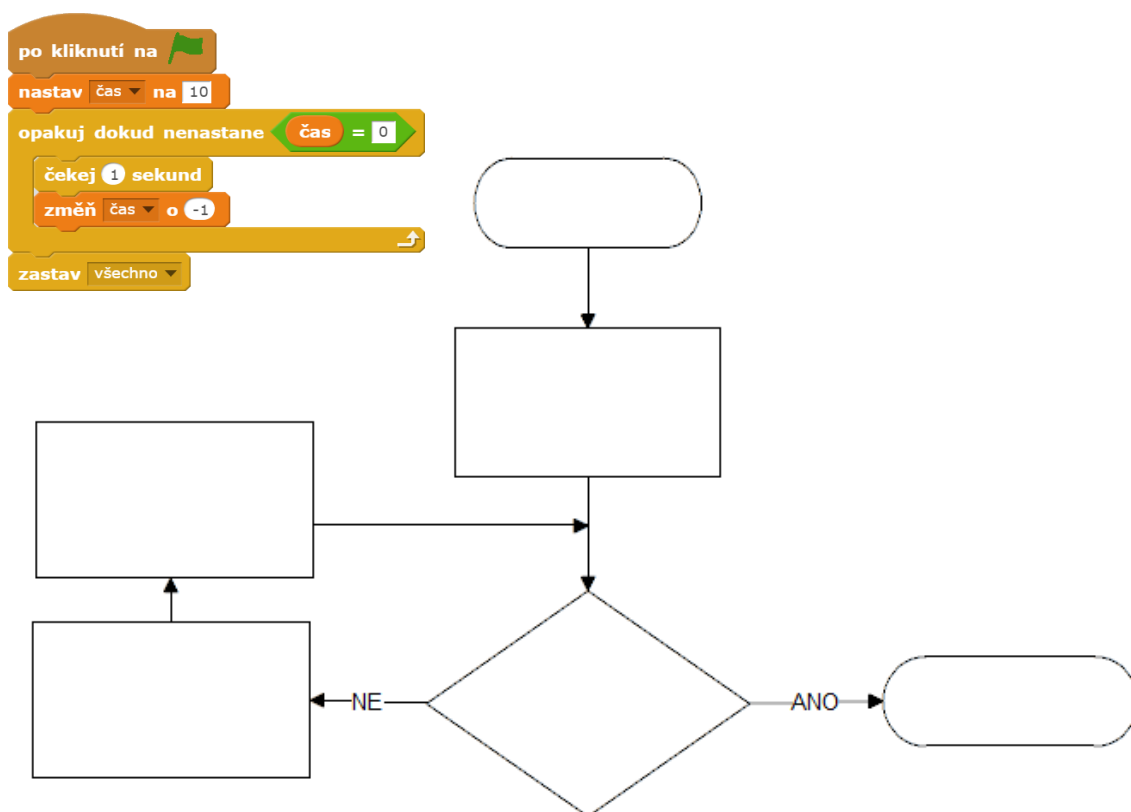 po kliknutí na
nastav čas na 10
opakuj dokud nenastane čas = 0
čekej 1 sekund
změň čas o -1
zastav všechno
NE
ANO